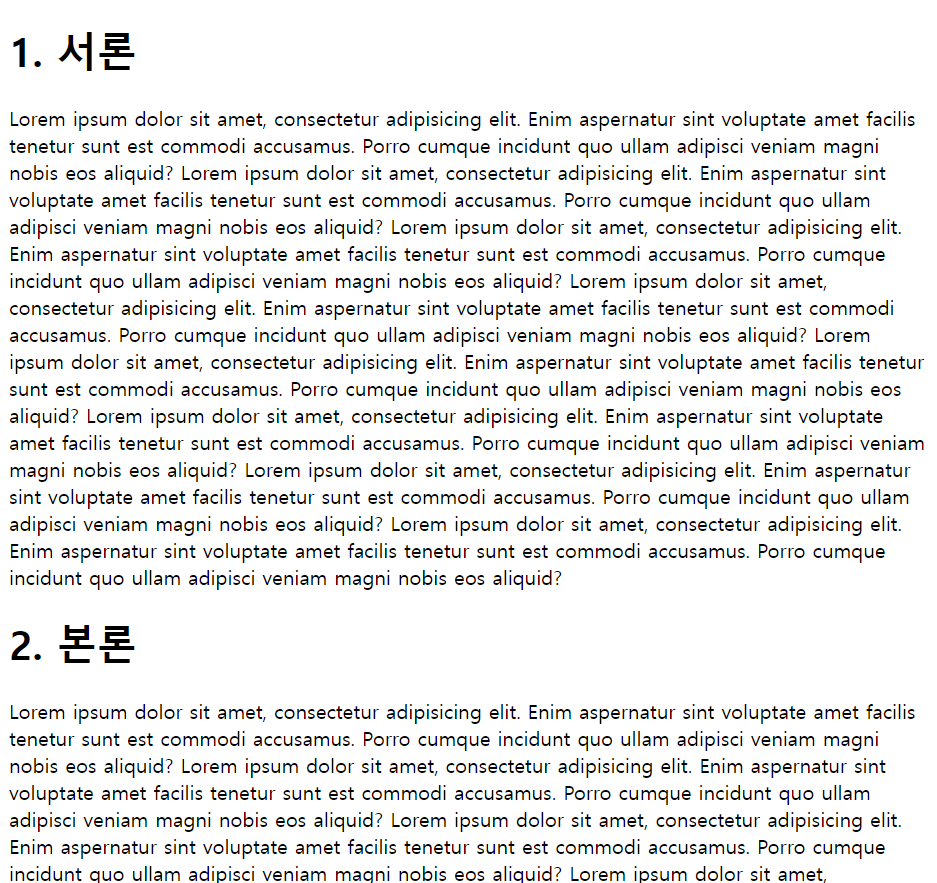 1. 서론
Lorem ipsum dolor sit amet, consectetur adipisicing elit. Enim aspernatur sint voluptate amet facilis
tenetur sunt est commodi accusamus. Porro cumque incidunt quo ullam adipisci veniam magni
nobis eos aliquid? Lorem ipsum dolor sit amet, consectetur adipisicing elit. Enim aspernatur sint
voluptate amet facilis tenetur sunt est commodi accusamus. Porro cumque incidunt quo ullam
adipisci veniam magni nobis eos aliquid? Lorem ipsum dolor sit amet, consectetur adipisicing elit.
Enim aspernatur sint voluptate amet facilis tenetur sunt est commodi accusamus. Porro cumque
incidunt quo ullam adipisci veniam magni nobis eos aliquid? Lorem ipsum dolor sit amet,
consectetur adipisicing elit. Enim aspernatur sint voluptate amet facilis tenetur sunt est commodi
accusamus. Porro cumque incidunt quo ullam adipisci veniam magni nobis eos aliquid? Lorem
ipsum dolor sit amet, consectetur adipisicing elit. Enim aspernatur sint voluptate amet facilis tenetur
sunt est commodi accusamus. Porro cumque incidunt quo ullam adipisci veniam magni nobis eos
aliquid? Lorem ipsum dolor sit amet, consectetur adipisicing elit. Enim aspernatur sint voluptate
amet facilis tenetur sunt est commodi accusamus. Porro cumque incidunt quo ullam adipisci veniam
magni nobis eos aliquid? Lorem ipsum dolor sit amet, consectetur adipisicing elit. Enim aspernatur
sint voluptate amet facilis tenetur sunt est commodi accusamus. Porro cumque incidunt quo ullam
adipisci veniam magni nobis eos aliquid? Lorem ipsum dolor sit amet, consectetur adipisicing elit.
Enim aspernatur sint voluptate amet facilis tenetur sunt est commodi accusamus. Porro cumque
incidunt quo ullam adipisci veniam magni nobis eos aliquid?
2. 본론
Lorem ipsum dolor sit amet, consectetur adipisicing elit. Enim aspernatur sint voluptate amet facilis
tenetur sunt est commodi accusamus. Porro cumque incidunt quo ullam adipisci veniam magni
nobis eos aliquid? Lorem ipsum dolor sit amet, consectetur adipisicing elit. Enim aspernatur sint
voluptate amet facilis tenetur sunt est commodi accusamus. Porro cumque incidunt quo ullam
adipisci veniam magni nobis eos aliquid? Lorem ipsum dolor sit amet, consectetur adipisicing elit.
Enim aspernatur sint voluptate amet facilis tenetur sunt est commodi accusamus. Porro cumque
incidunt quo ullam adipisci veniam magni nobis eos aliquid? Lorem ipsum dolor sit amet,